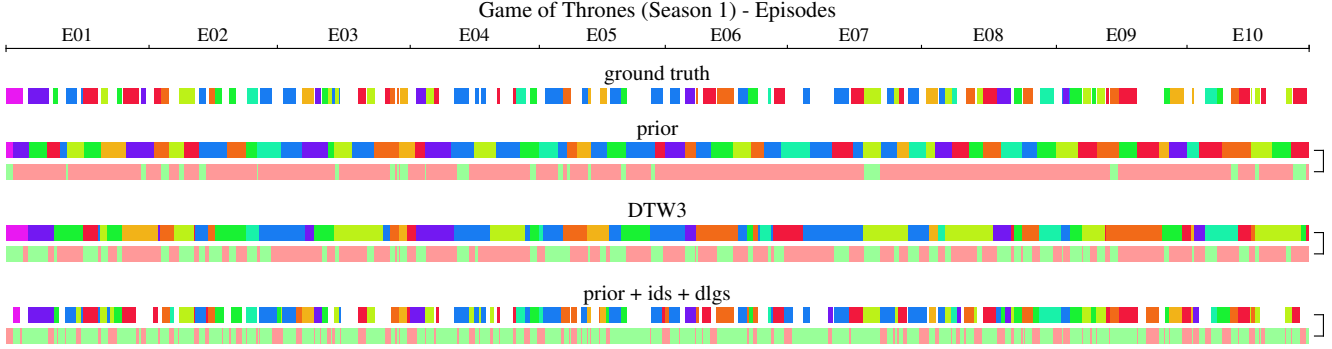 Game of Thrones (Season 1) - Episodes
E01 E02 E03 E04 E05 E06 E07 E08 E09 E10
ground truth
prior
DTW3
prior + ids + dlgs